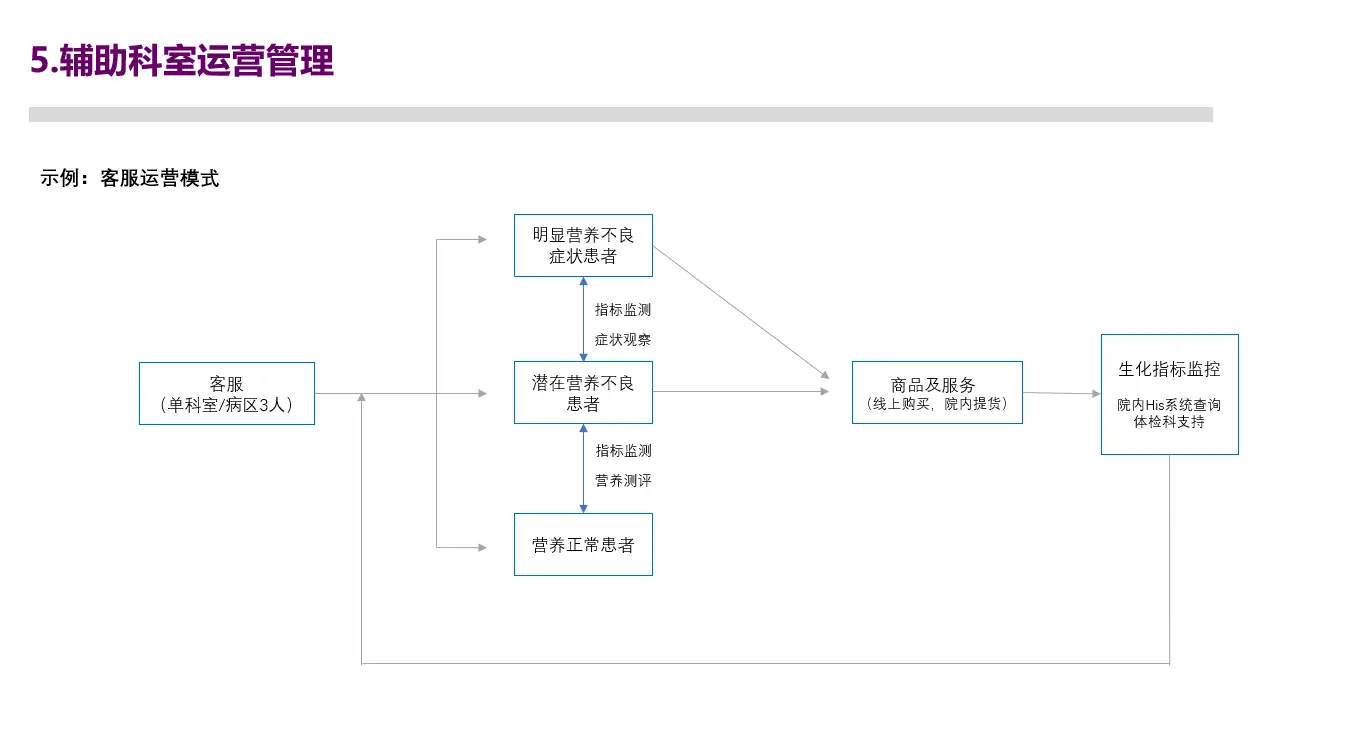 5.辅助科室运营管理
示例：客服运营模式
明显营养不良
症状患者
指标监测
症状观察
客服
（单科室/病区3人）
潜在营养不良
患者
商品及服务
（线上购买，院内提货）
生化指标监控
院内His系统查询
体检科支持
指标监测
营养测评
营养正常患者